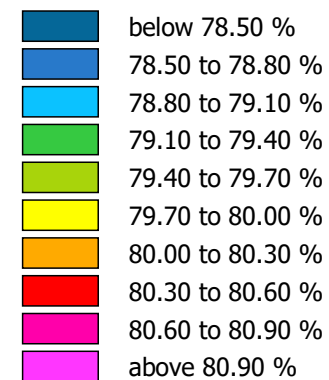 below 78.50 %
78.50 to 78.80 %
78.80 to 79.10 %
79.10 to 79.40 %
79.40 to 79.70 %
79.70 to 80.00 %
80.00 to 80.30 %
80.30 to 80.60 %
80.60 to 80.90 %
above 80.90 %